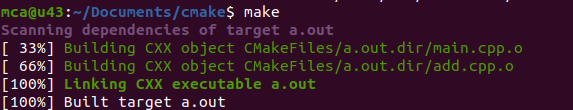 mca@u43:~/Documents/cmake$ make
Scanning dependencies of target a.out
[ 33%] Building CXX object CMakeFiles/a.out.dir/main.cpp.o
[ 66%] Building CXX object CMakeFiles/a.out.dir/add.cpp.o
[100%] Linking CXX executable a.out
[100%] Built target a.out